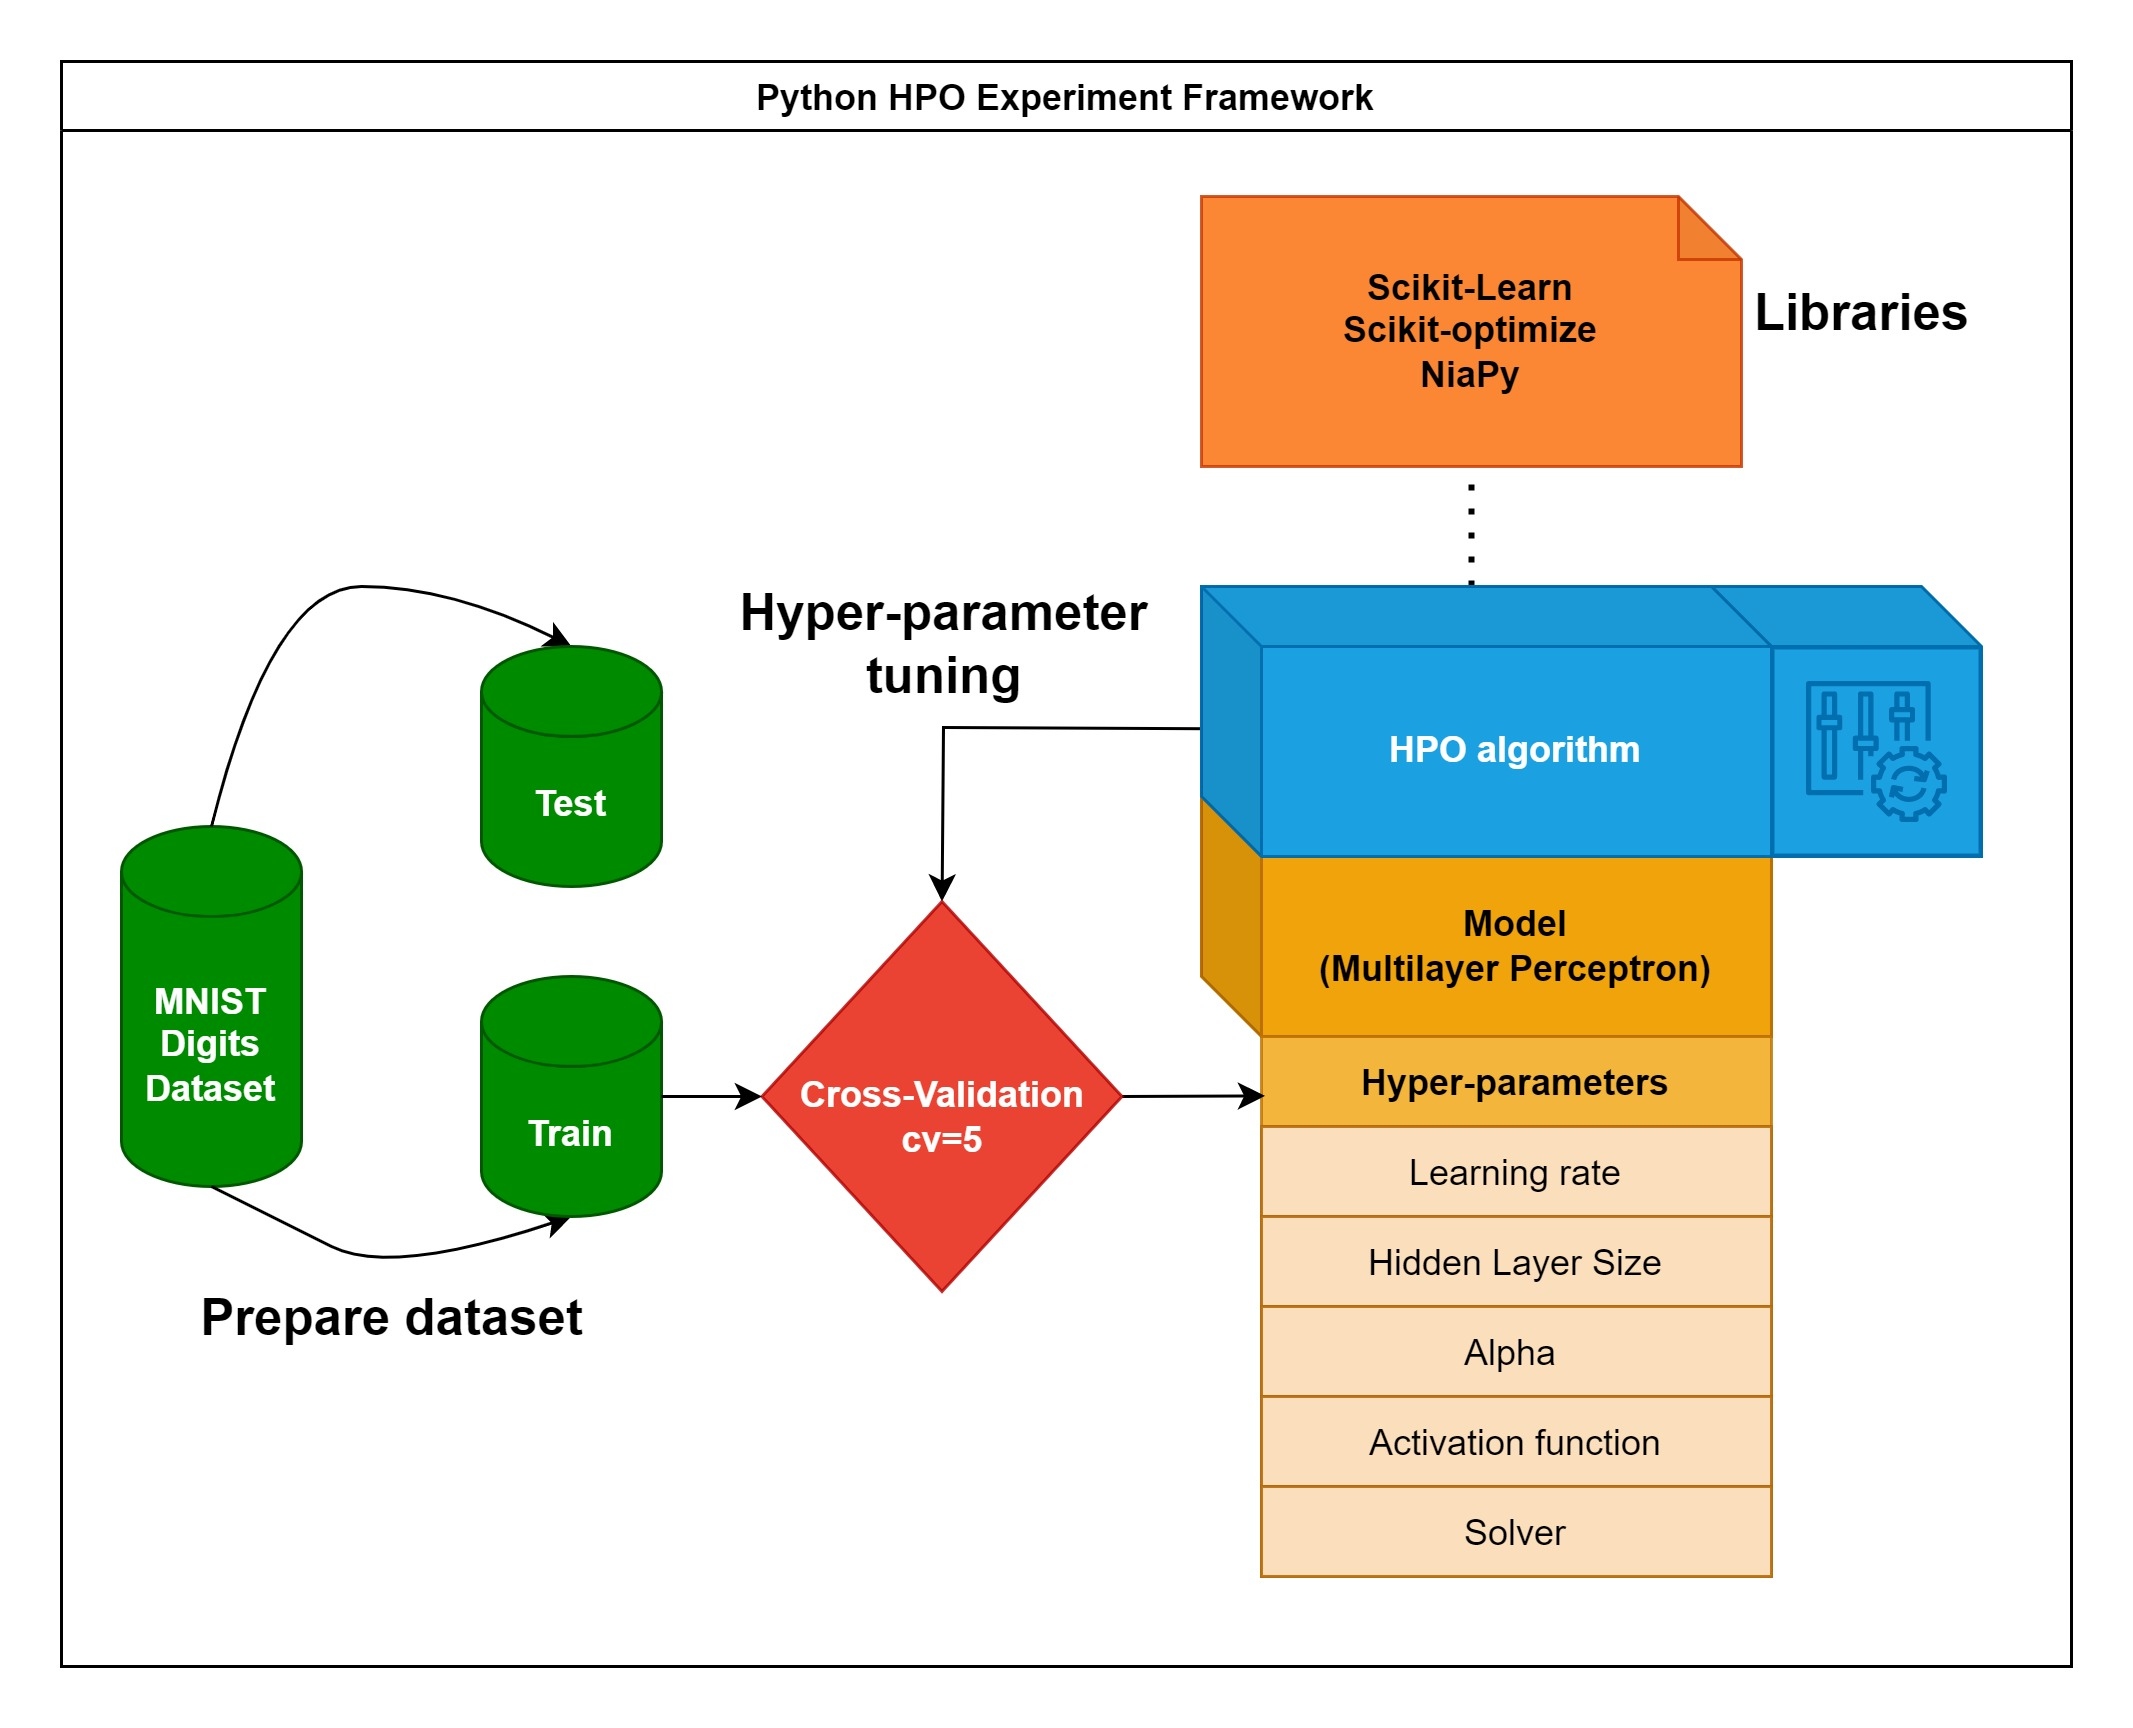 Python HPO Experiment Framework
Scikit-Learn
Scikit-optimize
NiaPy
Libraries
Hyper-parameter
tuning
HPO algorithm
Test
Model
(Multilayer Perceptron)
MNIST
Digits
Dataset
Train
Cross-Validation
cv=5
Hyper-parameters
Learning rate
Hidden Layer Size
Alpha
Activation function
Solver
Prepare dataset